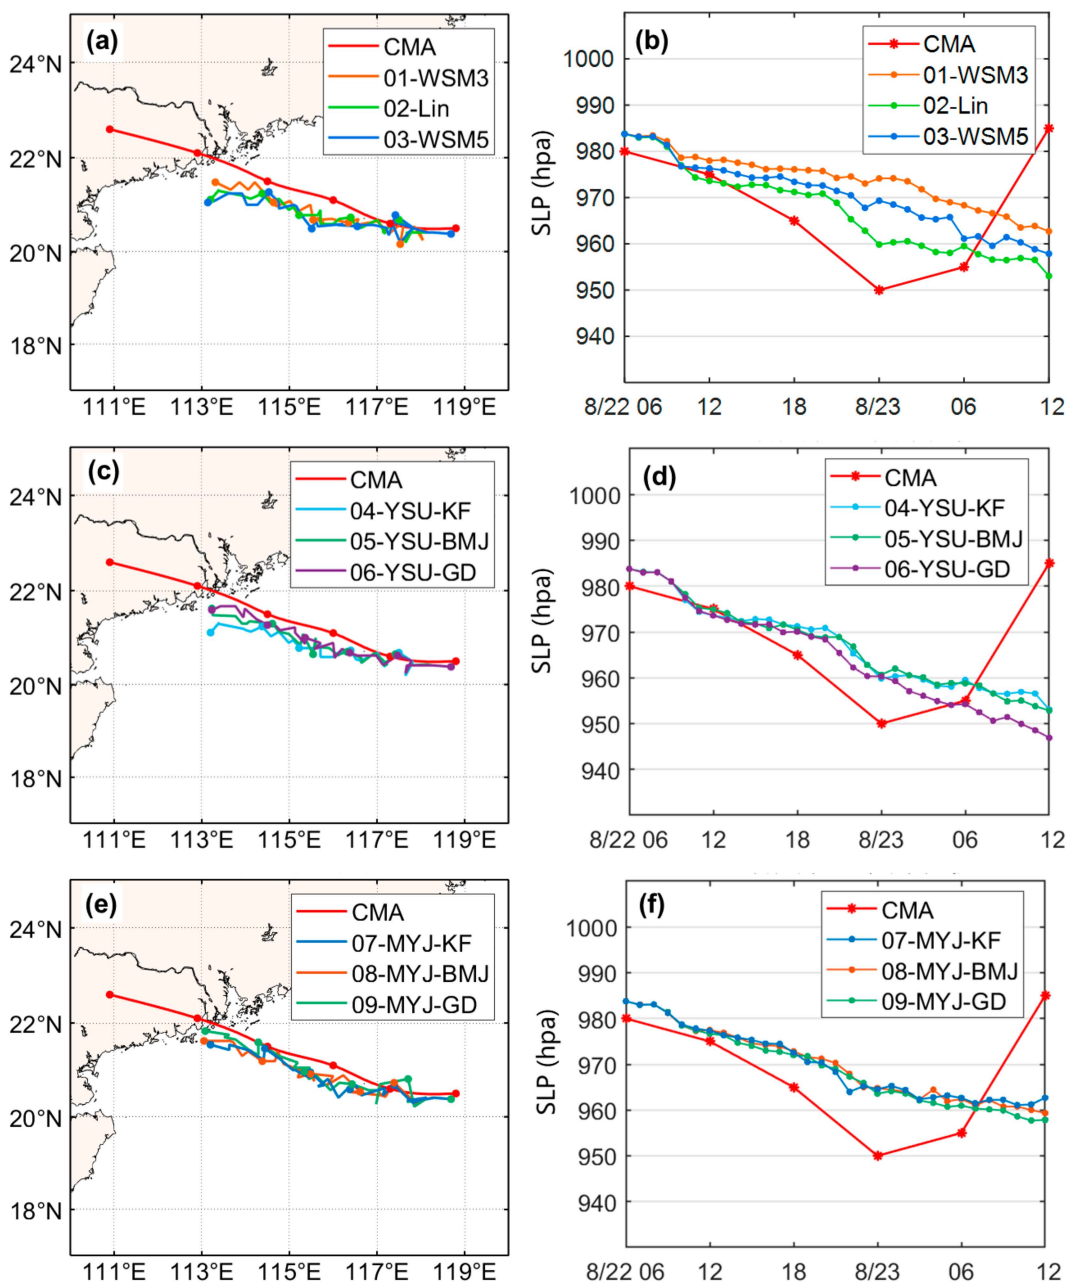 (a)
CMA
01-WSM3
02-Lin
03-WSM5
24°N
22°N
20°N
18°N
111°E 113°E 115°E 117°E 119°E
(b)
CMA
01-WSM3
02-Lin
03-WSM5
SLP (hpa)
1000
990
980
970
960
950
940
8/22 06 12 18 8/23 06 12
(c)
CMA
04-YSU-KF
05-YSU-BMJ
06-YSU-GD
24°N
22°N
20°N
18°N
111°E 113°E 115°E 117°E 119°E
(d)
CMA
04-YSU-KF
05-YSU-BMJ
06-YSU-GD
SLP (hpa)
1000
990
980
970
960
950
940
8/22 06 12 18 8/23 06 12
(e)
CMA
07-MYJ-KF
08-MYJ-BMJ
09-MYJ-GD
24°N
22°N
20°N
18°N
111°E 113°E 115°E 117°E 119°E
(f)
CMA
07-MYJ-KF
08-MYJ-BMJ
09-MYJ-GD
SLP (hpa)
1000
990
980
970
960
950
940
8/22 06 12 18 8/23 06 12